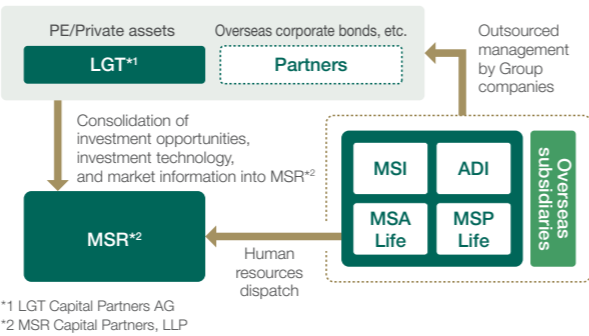 PE/Private assets
LGT*1
Overseas corporate bonds, etc.
Partners
Outsourced
management
by Group
companies
Consolidation of
investment opportunities,
investment technology,
and market information into MSR*2
MSI
ADI
MSA
Life
MSP
Life
Overseas
subsidiaries
MSR*2
Human
resources
dispatch
*1 LGT Capital Partners AG
*2 MSR Capital Partners, LLP